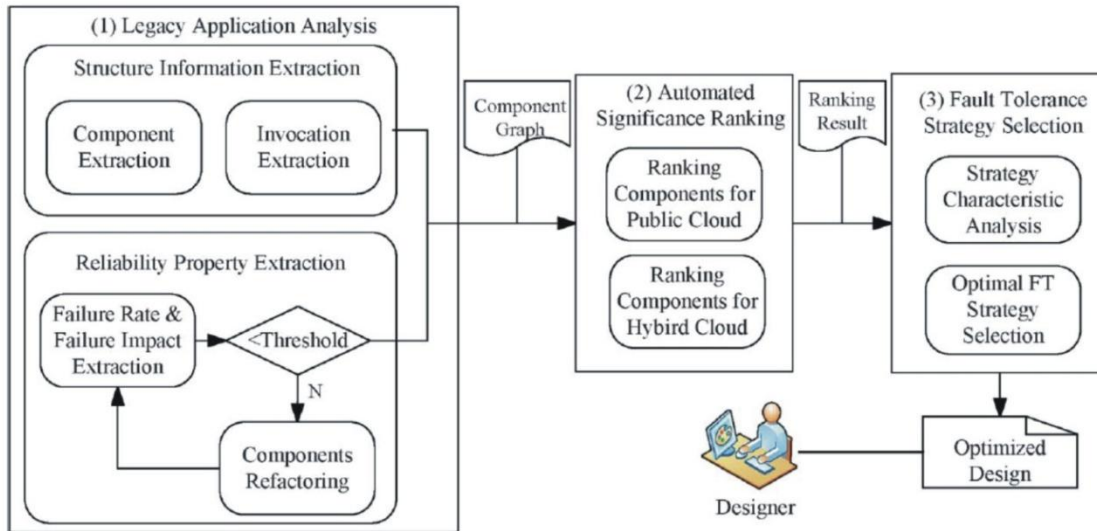 (1) Legacy Application Analysis
Structure Information Extraction
Component
Extraction
Invocation
Extraction
Reliability Property Extraction
Failure Rate &
Failure Impact
Extraction
<Threshold
N
Components
Refactoring
Component
Graph
(2) Automated
Significance Ranking
Ranking
Components for
Public Cloud
Ranking
Components for
Hybird Cloud
Ranking
Result
(3) Fault Tolerance
Strategy Selection
Strategy
Characteristic
Analysis
Optimal FT
Strategy
Selection
Optimized
Design
Designer